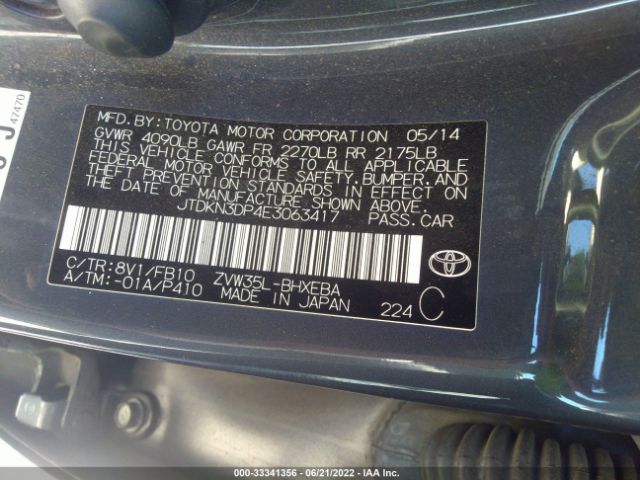 MFD. BY: TOYOTA MOTOR CORPORATION 05/14
GVWR 4090LB GAWR FR 2270LB RR 2175LB
THIS VEHICLE CONFORMS TO ALL APPLICABLE
FEDERAL MOTOR VEHICLE SAFETY, BUMPER, AND
THEFT PREVENTION STANDARDS IN EFFECT ON
THE DATE OF MANUFACTURE SHOWN ABOVE.
JTDKN3DP4E3063417 PASS. CAR
C/TR: 8V1/FB10 ZVW35L-BHXEBA
A/TM: -01A/P410 MADE IN JAPAN 224 C
47470
000-33341356 - 06/21/2022 - IAA Inc.